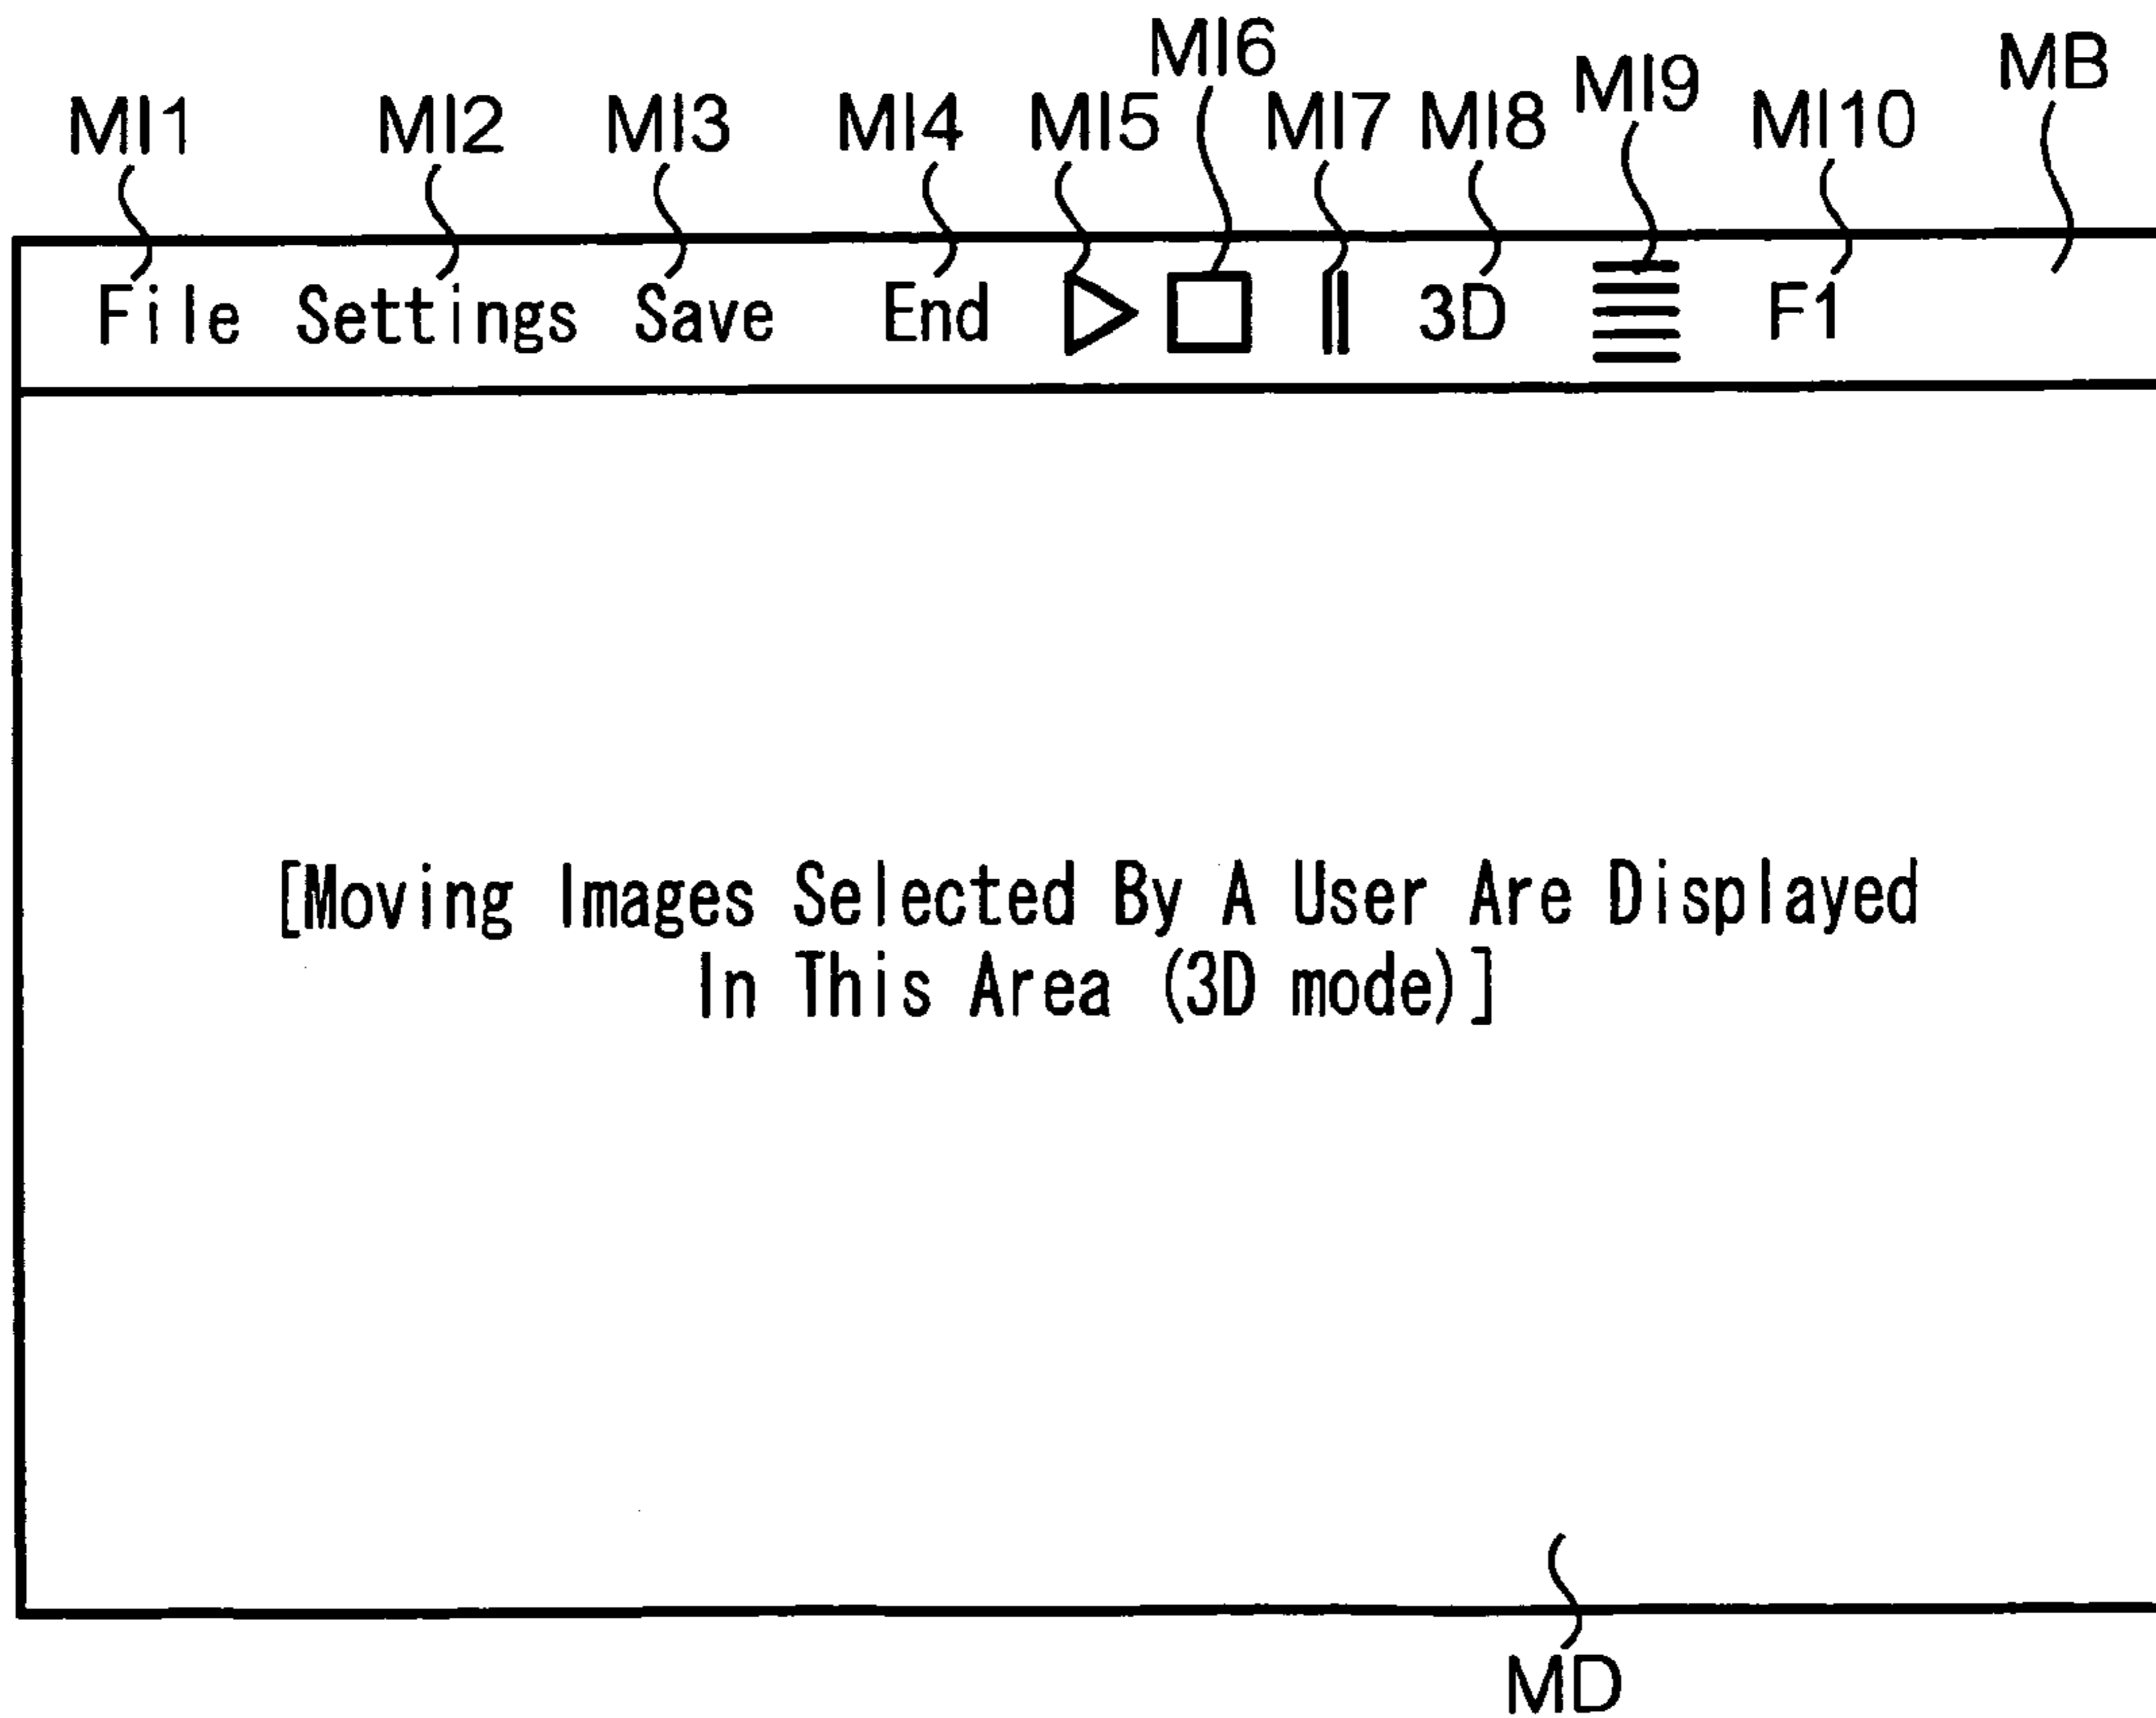 MI6
MI9
MB
MI1 MI2 MI3 MI4 MI5 MI7 MI8 MI10
File Settings Save End 3D F1
[Moving Images Selected By A User Are Displayed
In This Area (3D mode)]
MD